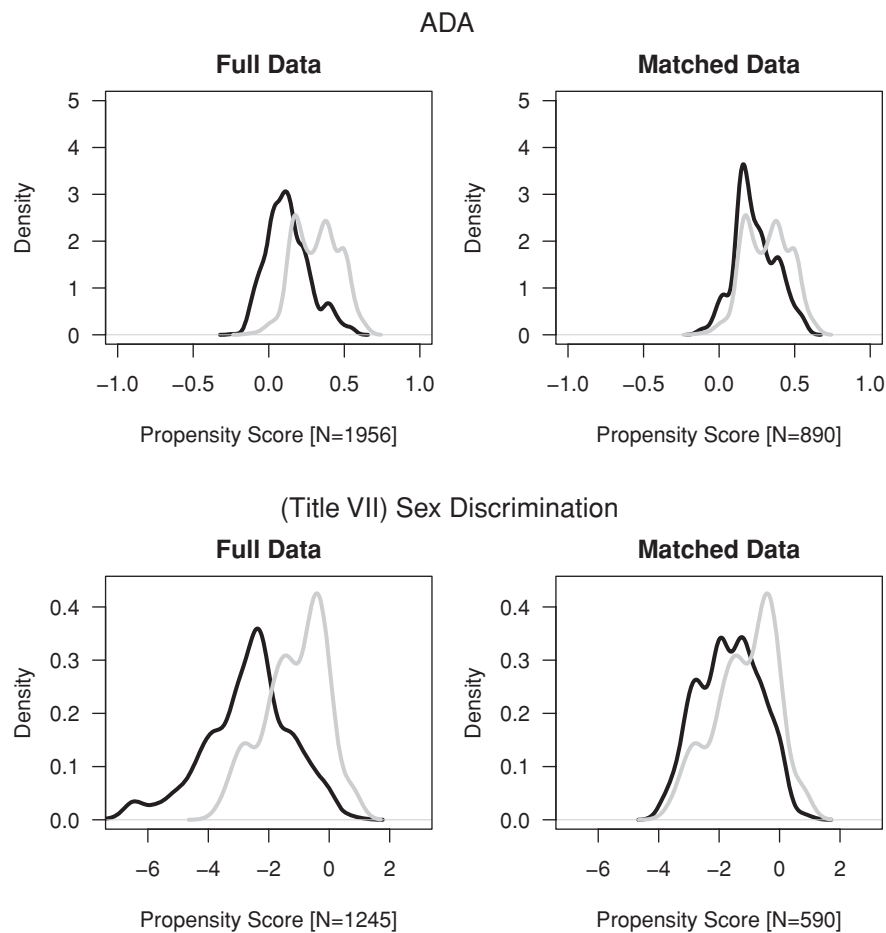 ADA
Full Data
Matched Data
Density
5
4
3
2
1
0
−1.0 −0.5 0.0 0.5 1.0
Propensity Score [N=1956]
Density
5
4
3
2
1
0
−1.0 −0.5 0.0 0.5 1.0
Propensity Score [N=890]
(Title VII) Sex Discrimination
Full Data
Matched Data
Density
0.4
0.3
0.2
0.1
0.0
−6 −4 −2 0 2
Propensity Score [N=1245]
Density
0.4
0.3
0.2
0.1
0.0
−6 −4 −2 0 2
Propensity Score [N=590]